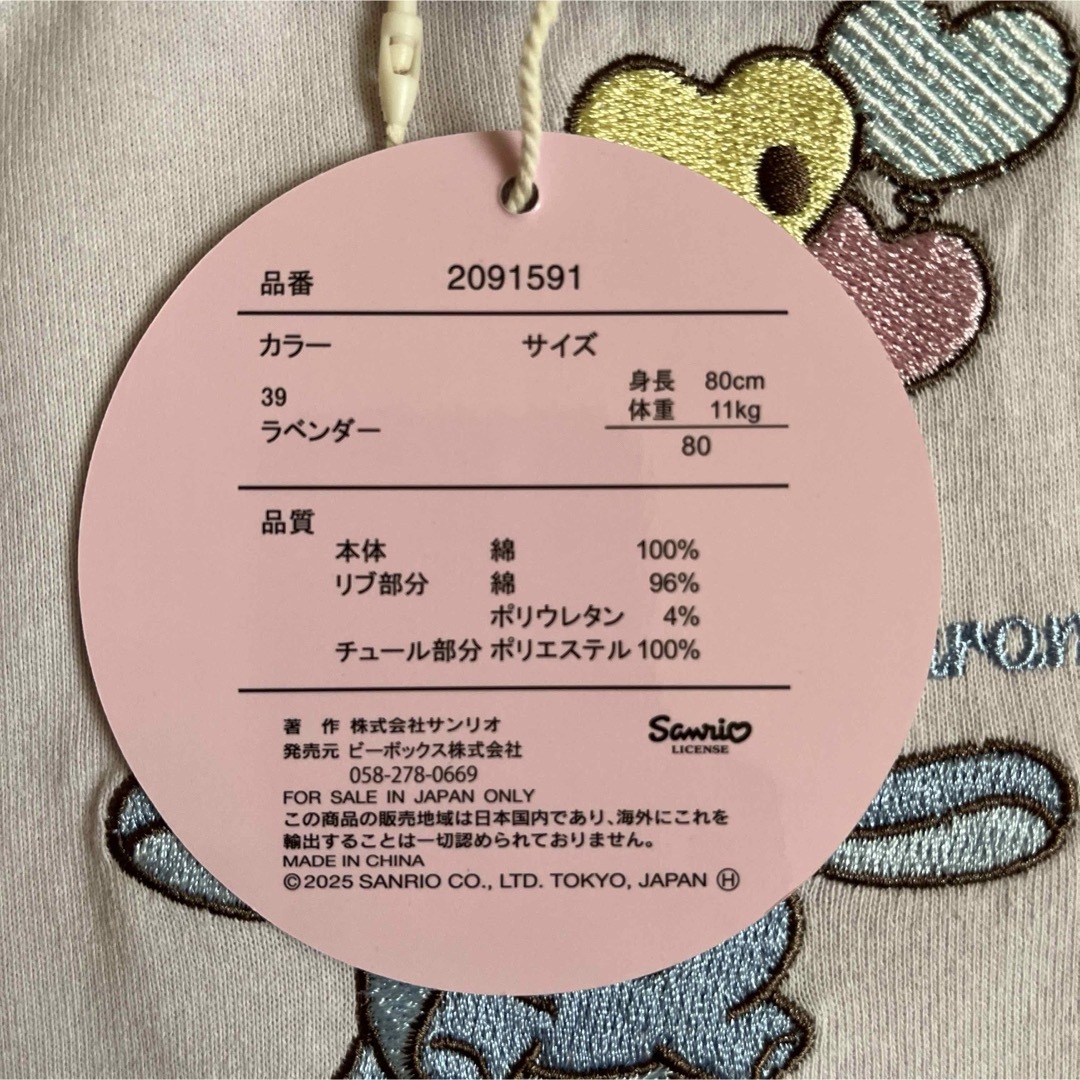 品番 2091591
カラー サイズ
身長 80cm
39
体重 11kg
ラベンダー
80
品質
本体 綿 100%
リブ部分 綿 96%
ポリウレタン 4%
チュール部分 ポリエステル 100%
著 作 株式会社サンリオ
発売元 ビーボックス株式会社
058-278-0669
Sanrio
LICENSE
FOR SALE IN JAPAN ONLY
この商品の販売地域は日本国内であり、海外にこれを
輸出することは一切認められておりません。
MADE IN CHINA
©2025 SANRIO CO., LTD. TOKYO, JAPAN Ⓗ